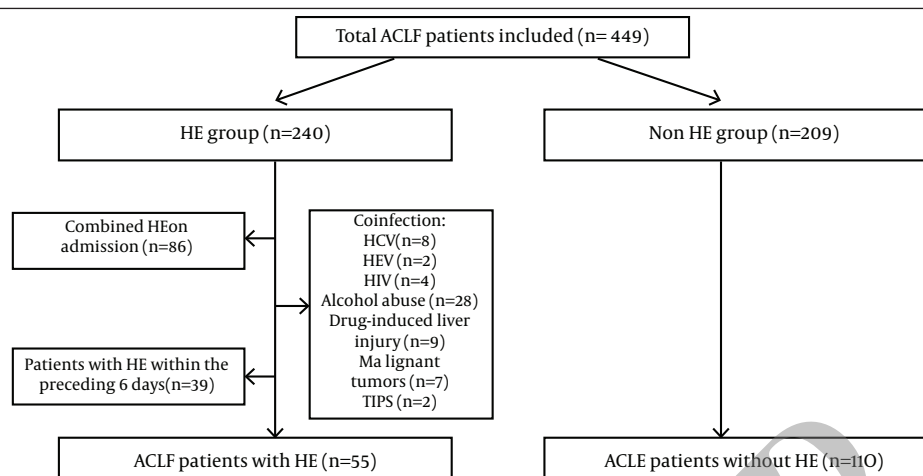 Total ACLF patients included (n= 449)
HE group (n=240)
Non HE group (n=209)
Combined HEon
admission (n=86)
Coinfection:
HCV(n=8)
HEV (n=2)
HIV (n=4)
Alcohol abuse (n=28)
Drug-induced liver
injury (n=9)
Ma lignant
tumors (n=7)
TIPS (n=2)
Patients with HE within the
preceding 6 days(n=39)
ACLF patients with HE (n=55)
ACLE patients without HE (n=110)